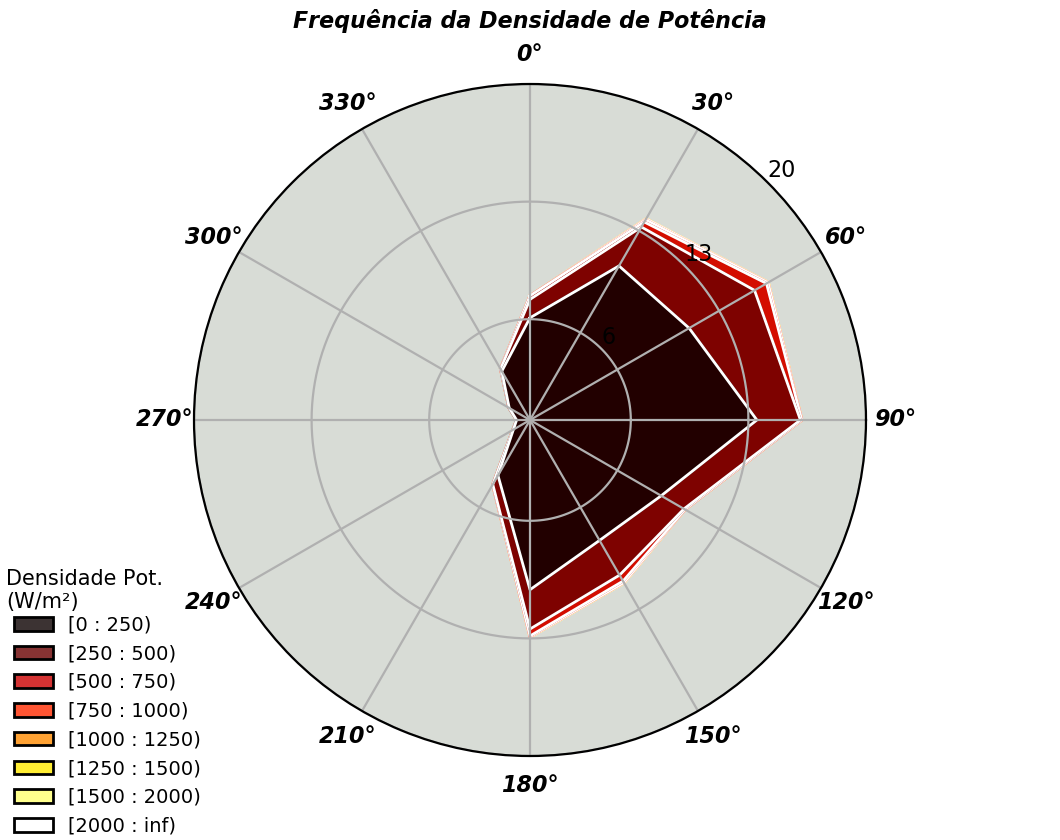 Frequência da Densidade de Potência
0°
330°
30°
20
300°
60°
13
6
270°
90°
240°
120°
210°
150°
180°
Densidade Pot.
(W/m²)
[0 : 250)
[250 : 500)
[500 : 750)
[750 : 1000)
[1000 : 1250)
[1250 : 1500)
[1500 : 2000)
[2000 : inf)